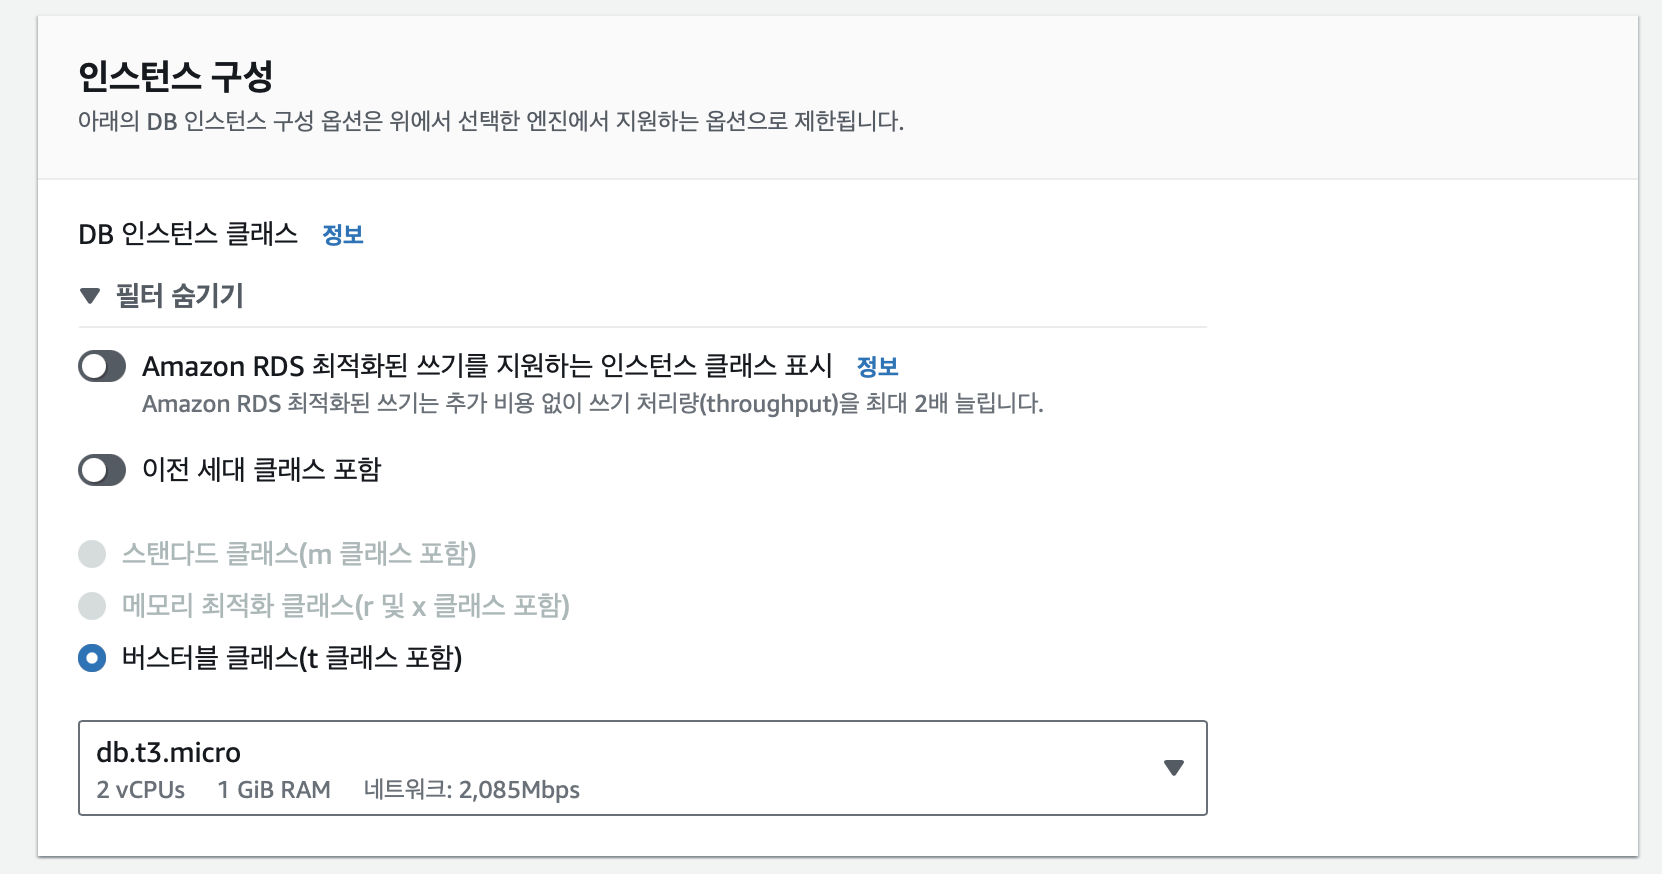 인스턴스 구성
아래의 DB 인스턴스 구성 옵션은 위에서 선택한 엔진에서 지원하는 옵션으로 제한됩니다.
DB 인스턴스 클래스 정보
필터 숨기기
Amazon RDS 최적화된 쓰기를 지원하는 인스턴스 클래스 표시 정보
Amazon RDS 최적화된 쓰기는 추가 비용 없이 쓰기 처리량(throughput)을 최대 2배 늘립니다.
이전 세대 클래스 포함
스탠다드 클래스(m 클래스 포함)
메모리 최적화 클래스(r 및 x 클래스 포함)
버스터블 클래스(t 클래스 포함)
db.t3.micro
2 vCPUs 1 GiB RAM 네트워크: 2,085Mbps